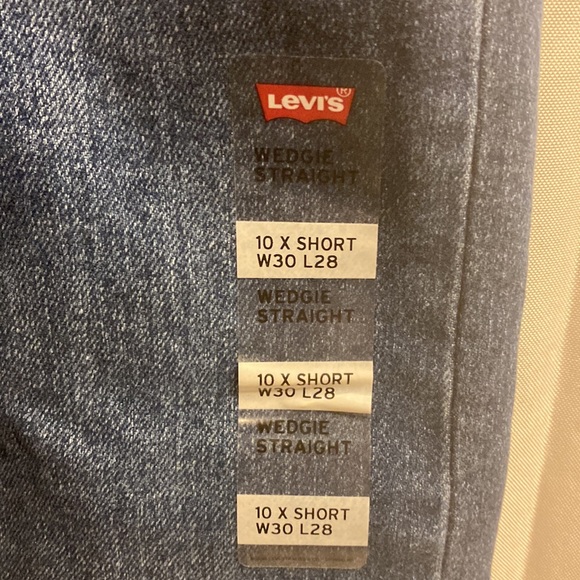 Levi's ®
WEDGIE
STRAIGHT
10 X SHORT
W30 L28
WEDGIE
STRAIGHT
10 X SHORT
W30 L28
WEDGIE
STRAIGHT
10 X SHORT
W30 L28